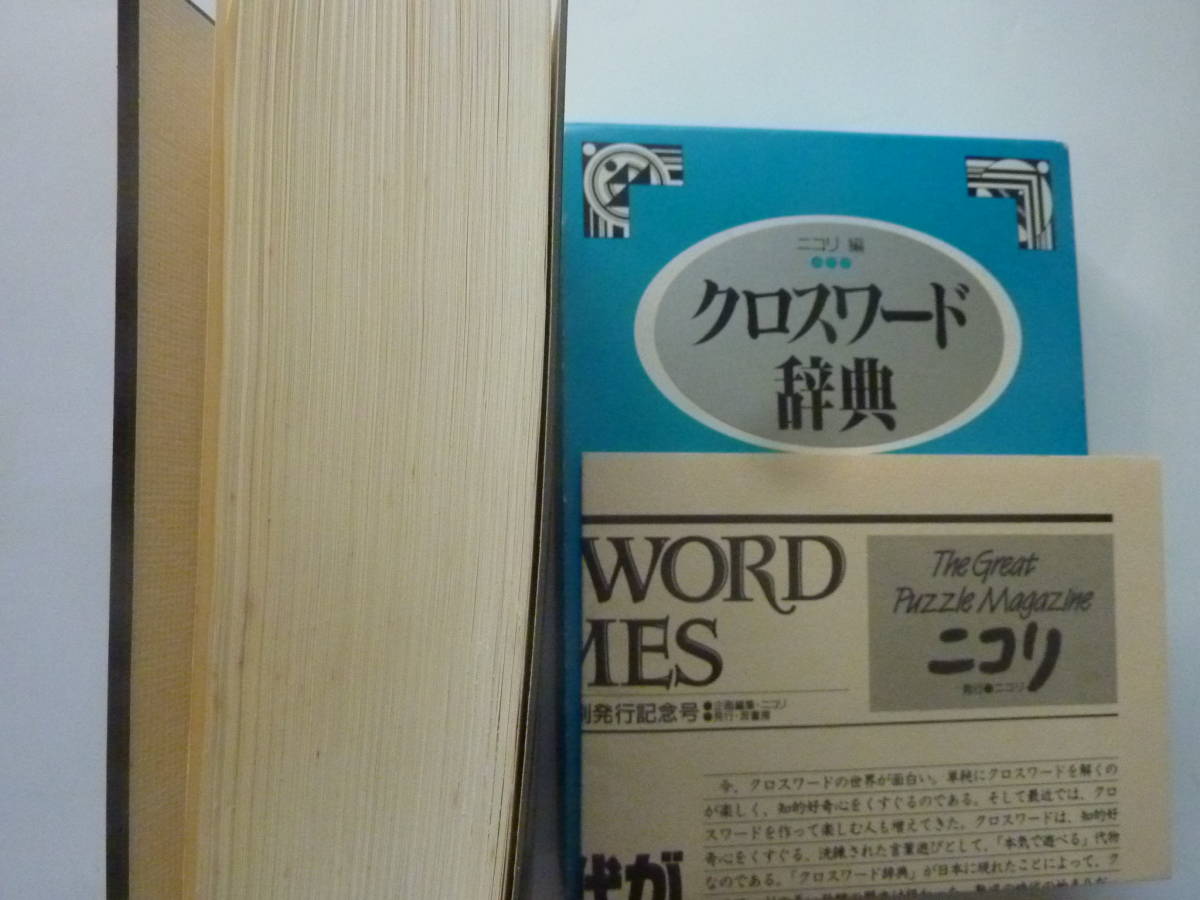 ニコリ 編
クロスワード
辞典
WORD
MES
The Great
Puzzle Magazine
ニコリ
発行●ニコリ
別発行記念号
●企画編集・ニコリ
今、クロスワードの世界が面白い。単純にクロスワードを解くの
が楽しく、知的好奇心をくすぐるのである。そして最近では、クロ
スワードを作って楽しむ人も増えてきた。クロスワードは、知的好
奇心をくすぐる、洗練された言葉遊びとして、「本気で遊べる」代物
なのである。「クロスワード辞典」が日本に現れたことによって、ク
代が